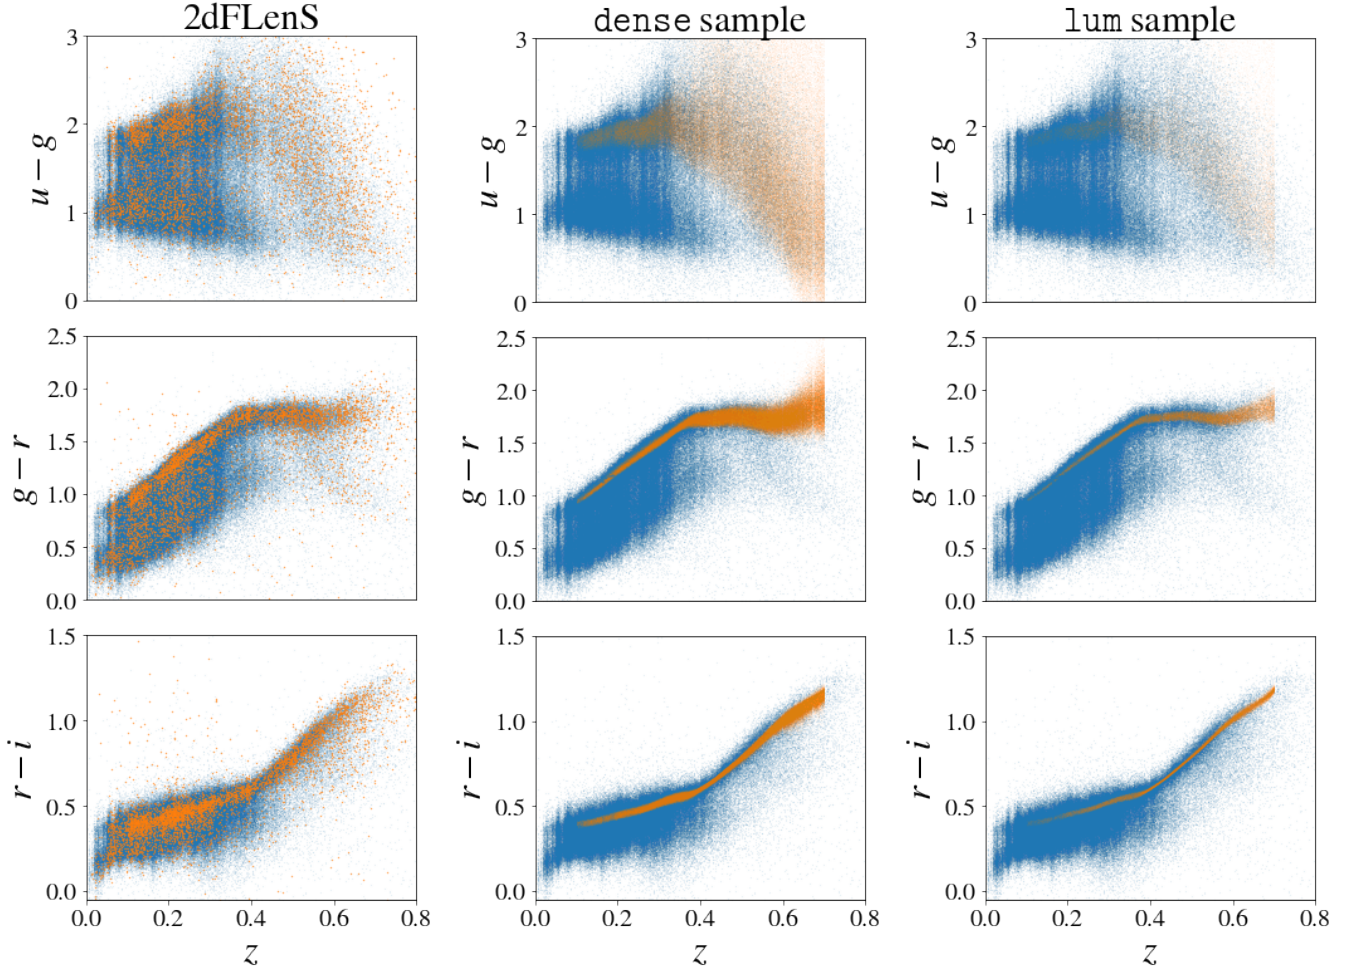 2dFLenS dense sample lum sample
3 3 3
2 2 2
u − g u − g u − g
1 1 1
0 0 0
2.5 2.5 2.5
2.0 2.0 2.0
1.5 1.5 1.5
g − r g − r g − r
1.0 1.0 1.0
0.5 0.5 0.5
0.0 0.0 0.0
1.5 1.5 1.5
1.0 1.0 1.0
r − i r − i r − i
0.5 0.5 0.5
0.0 0.0 0.0
0.0 0.2 0.4 0.6 0.8 0.0 0.2 0.4 0.6 0.8 0.0 0.2 0.4 0.6 0.8
z z z